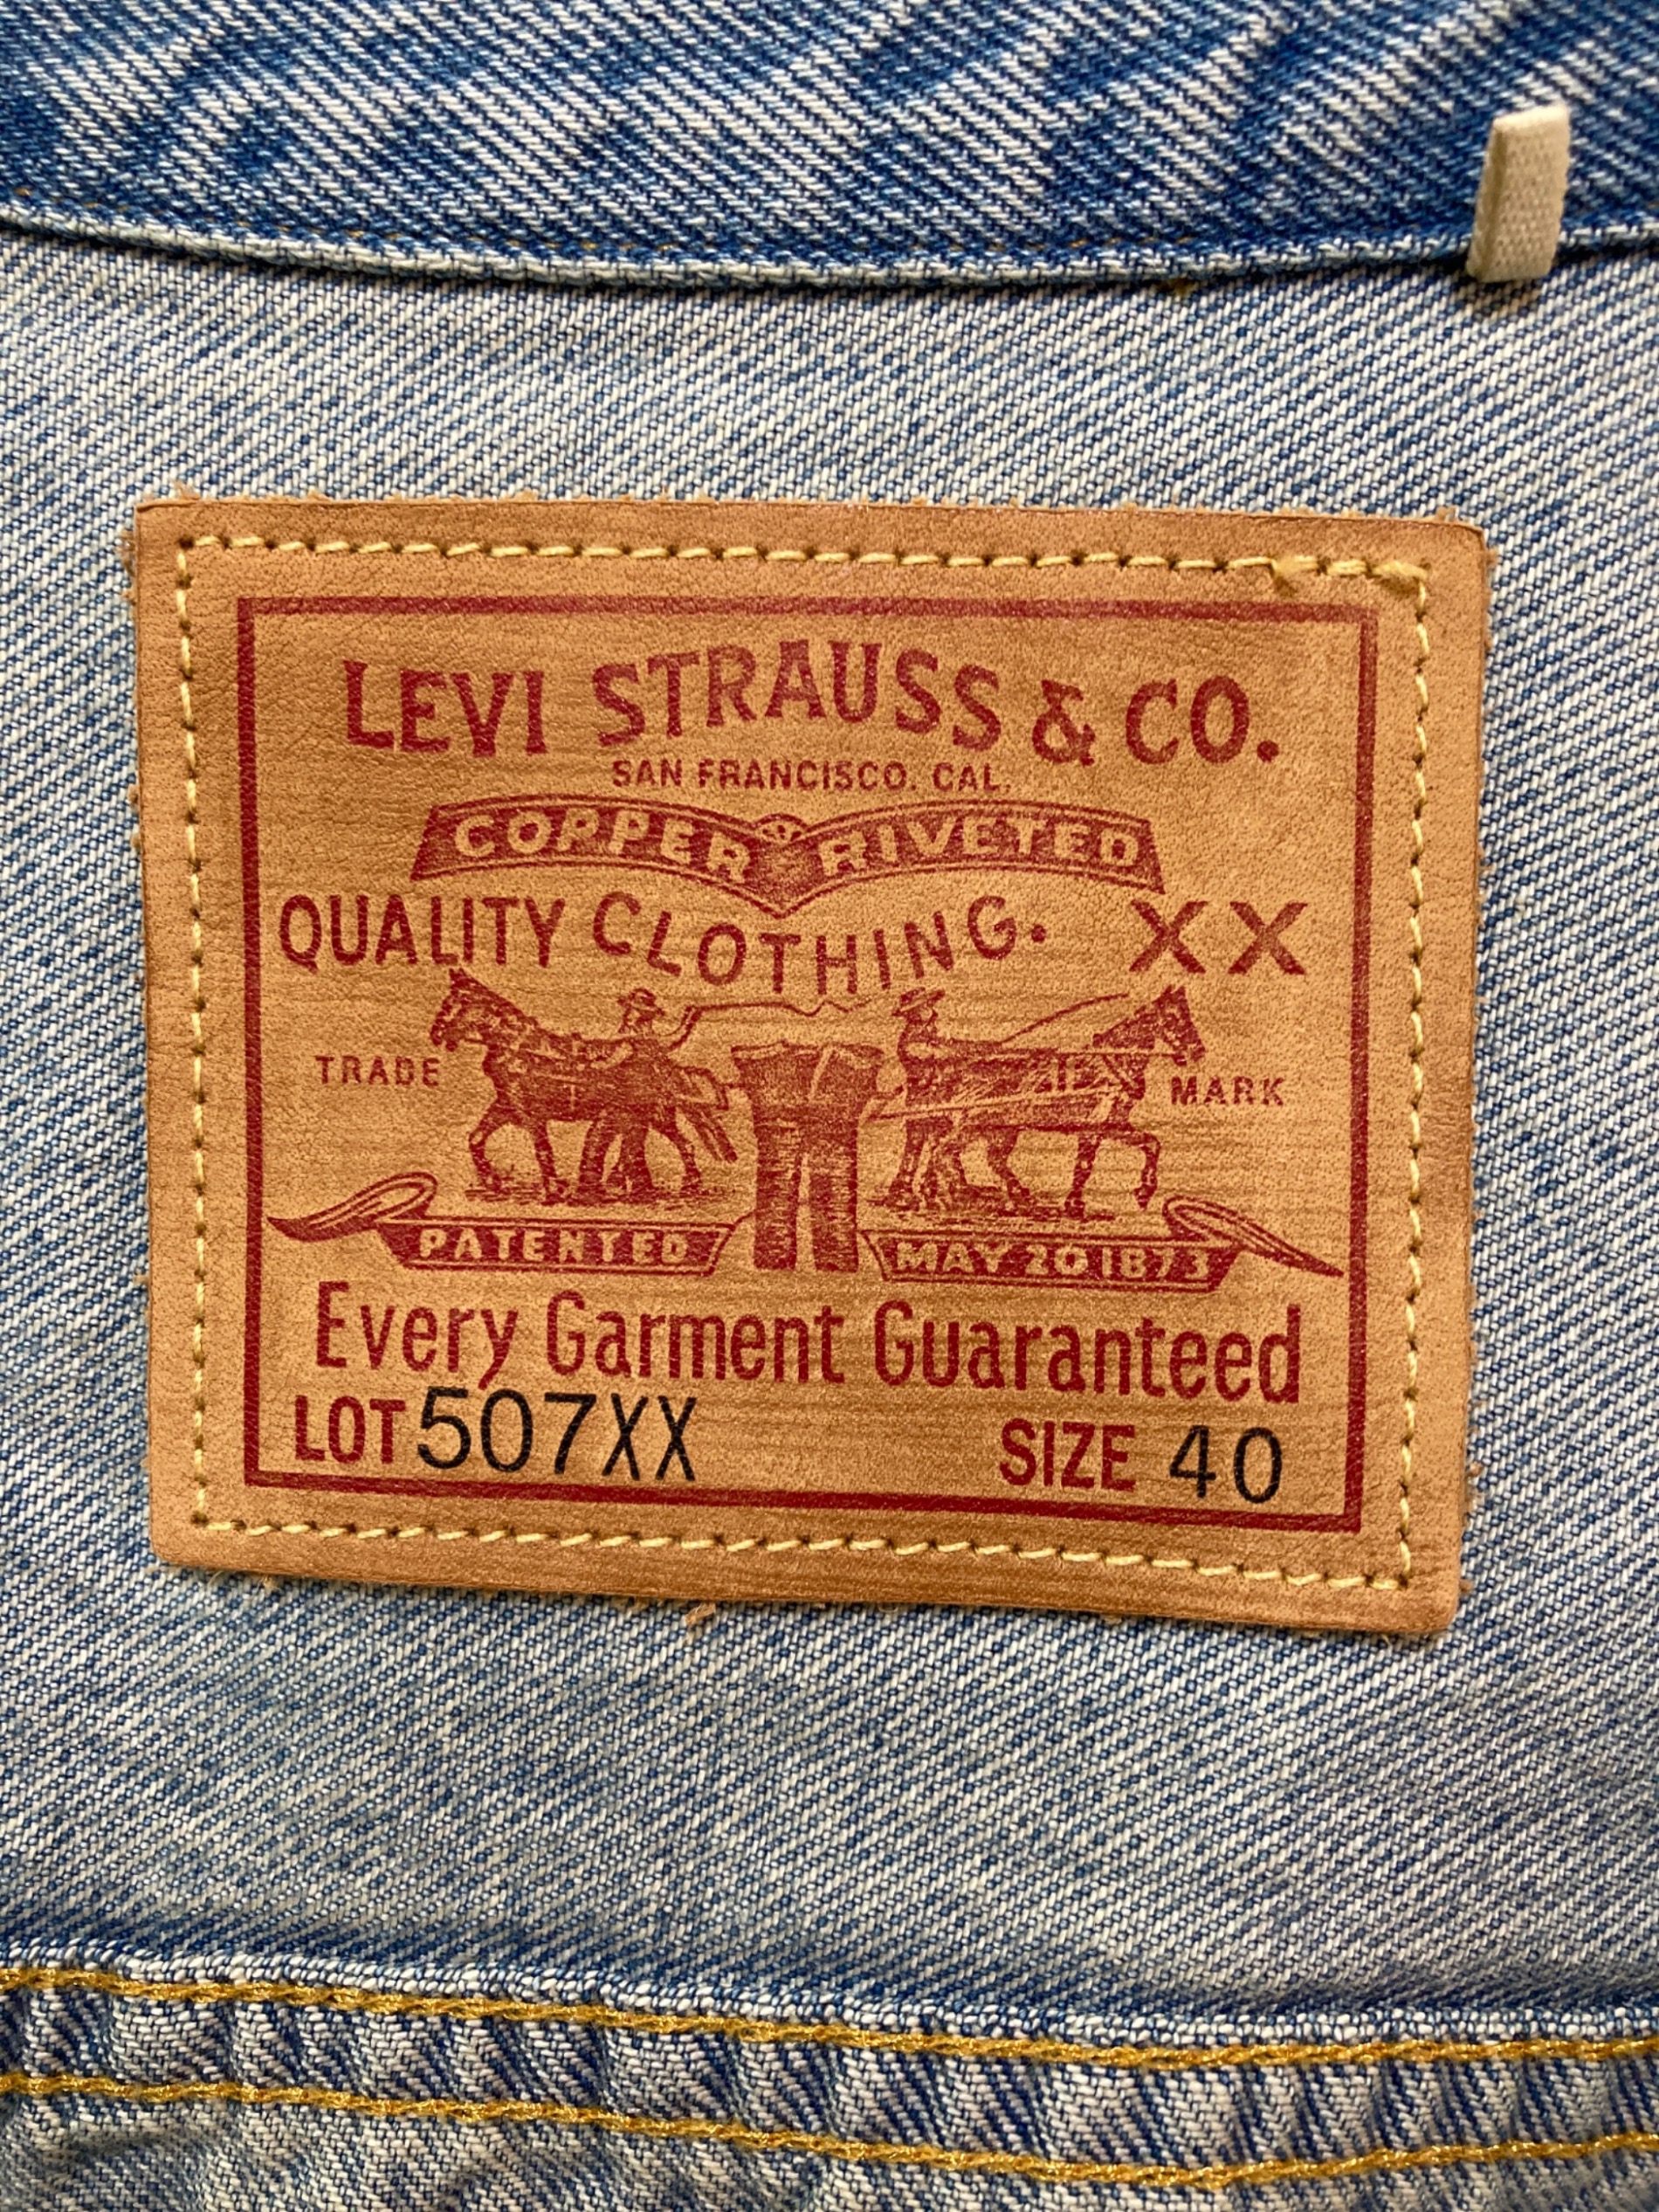 LEVI STRAUSS & CO.
SAN FRANCISCO. CAL.
COPPER RIVETED
QUALITY CLOTHING. XX
TRADE MARK
PATENTED MAY 20 1873
Every Garment Guaranteed
LOT 507XX SIZE 40